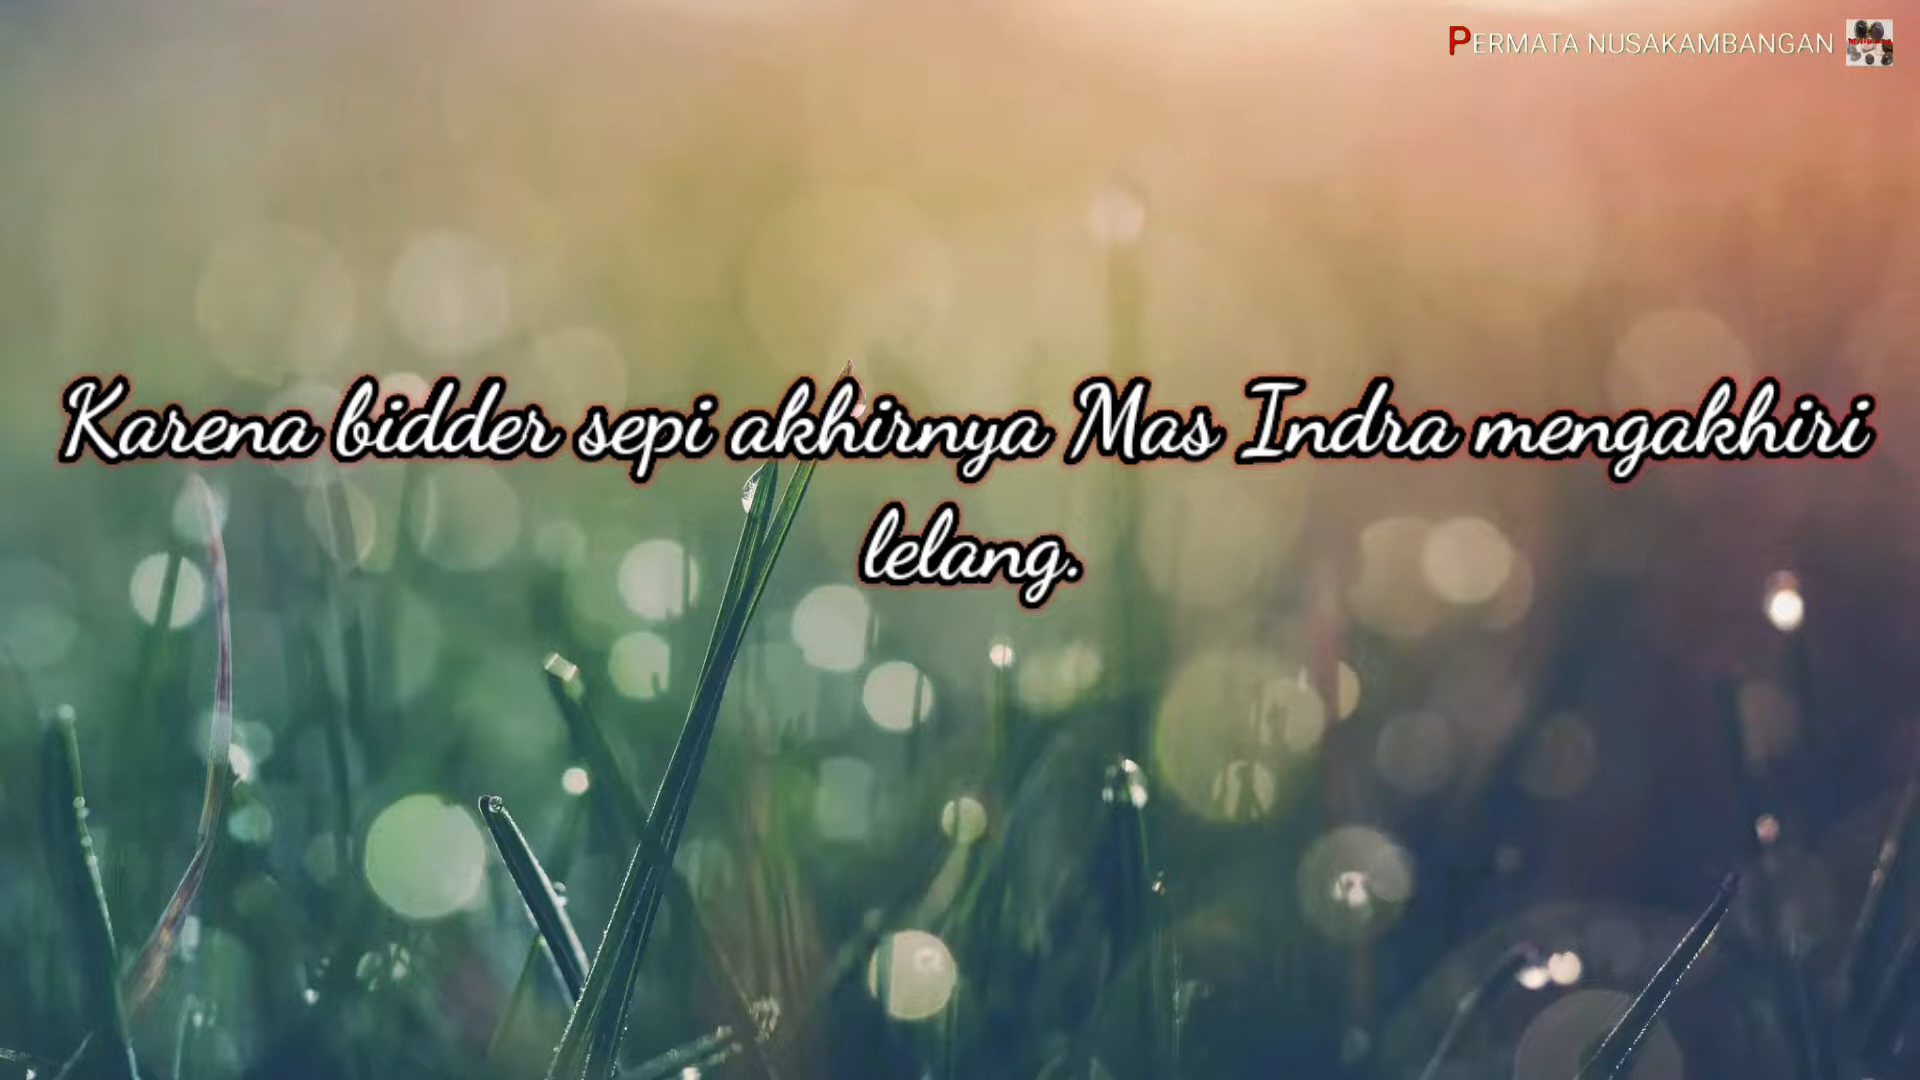 PERMATA NUSAKAMBANGAN
Karena bidder sepi akhirnya Mas Indra mengakhiri
lelang.